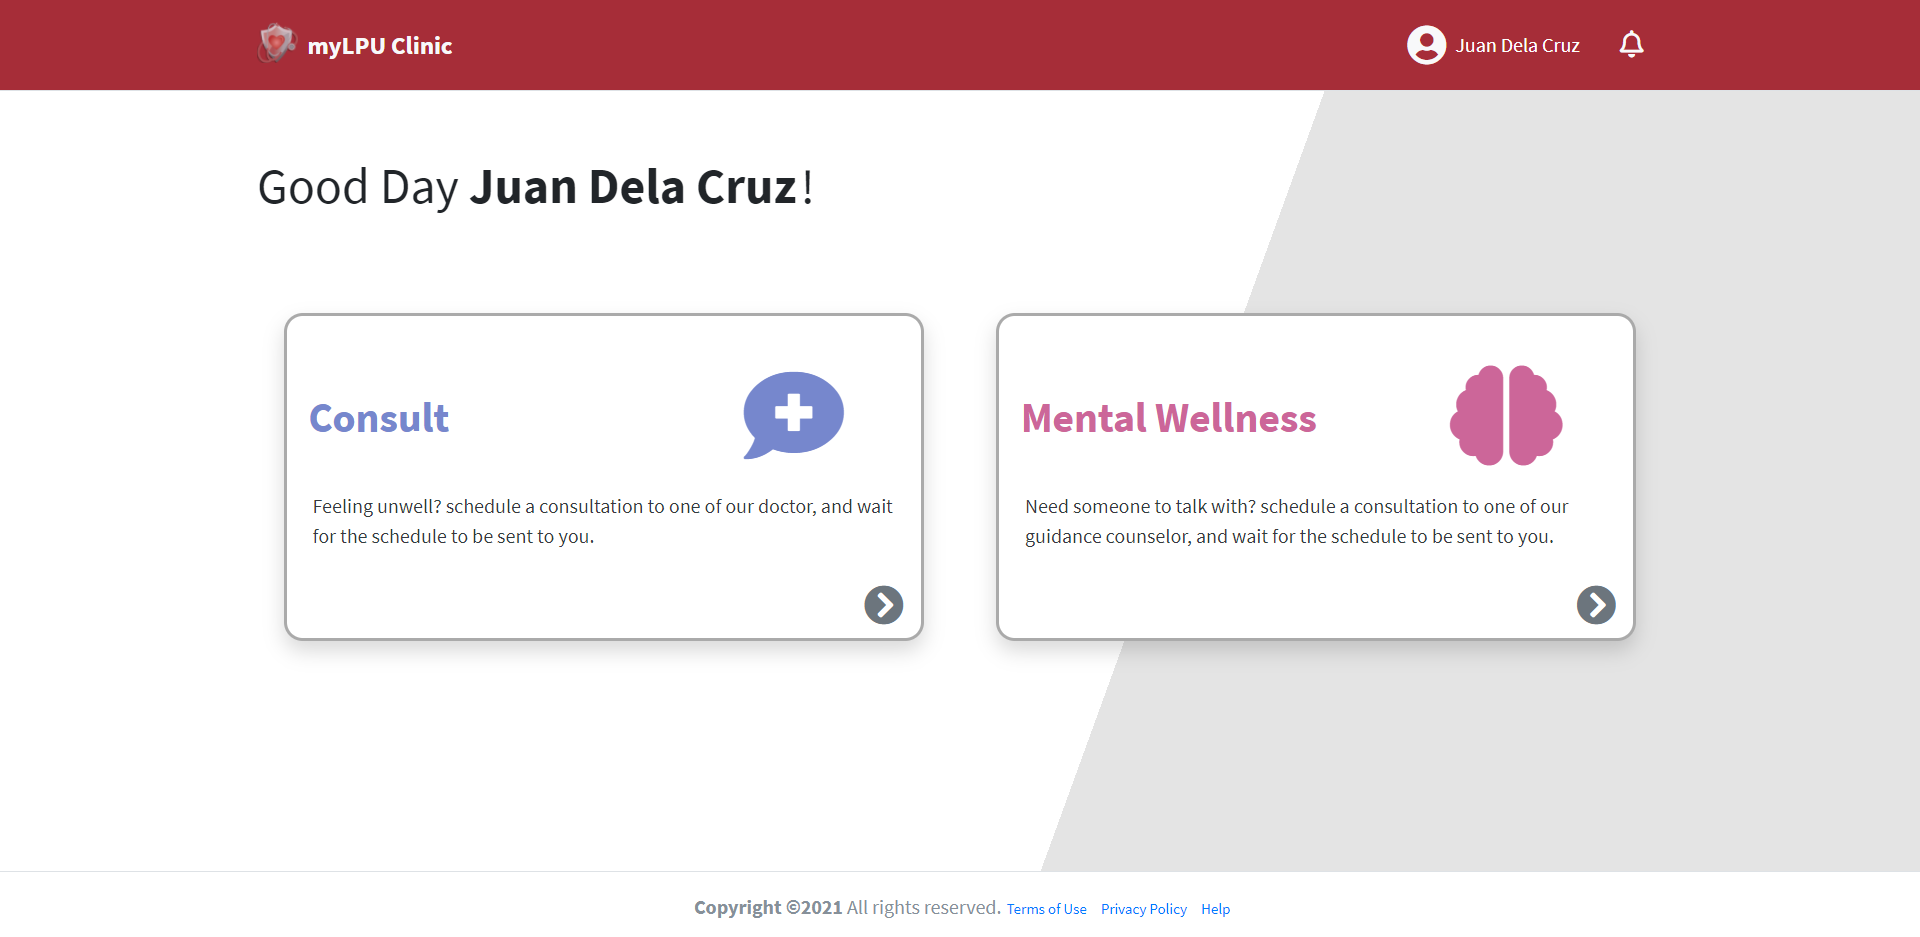 myLPU Clinic
Juan Dela Cruz
Good Day Juan Dela Cruz!
Consult
Feeling unwell? schedule a consultation to one of our doctor, and wait
for the schedule to be sent to you.
Mental Wellness
Need someone to talk with? schedule a consultation to one of our
guidance counselor, and wait for the schedule to be sent to you.
Copyright ©2021 All rights reserved. Terms of Use Privacy Policy Help